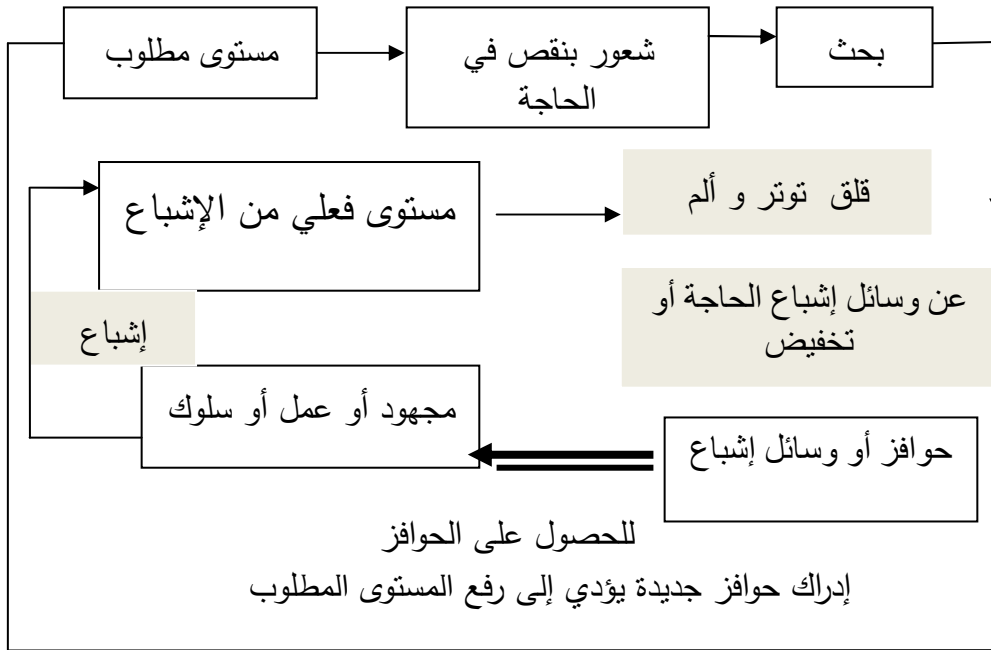 مستوى مطلوب
شعور بنقص في
الحاجة
بحث
مستوى فعلي من الإشباع
قلق توتر و ألم
عن وسائل إشباع الحاجة أو
تخفيض
إشباع
مجهود أو عمل أو سلوك
حوافز أو وسائل إشباع
للحصول على الحوافز
إدراك حوافز جديدة يؤدي إلى رفع المستوى المطلوب